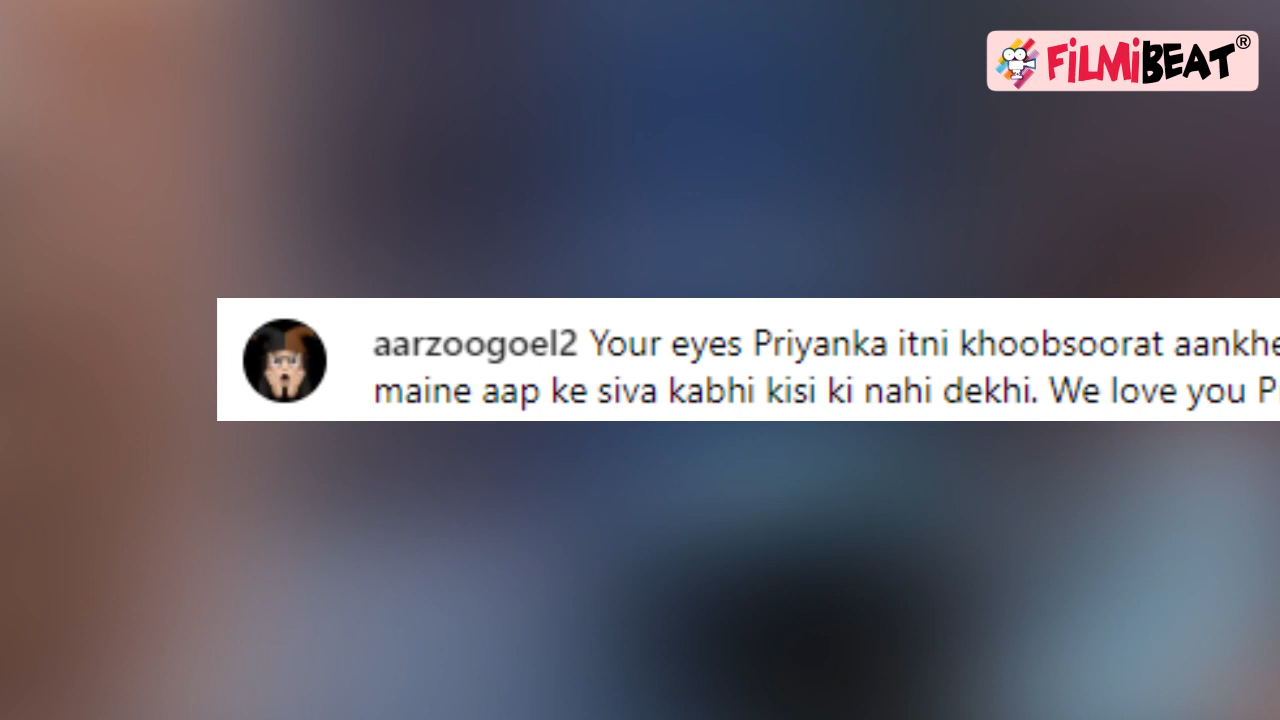 FiLMiBEAT®
aarzoogoel2 Your eyes Priyanka itni khoobsoorat aankhe
maine aap ke siva kabhi kisi ki nahi dekhi. We love you